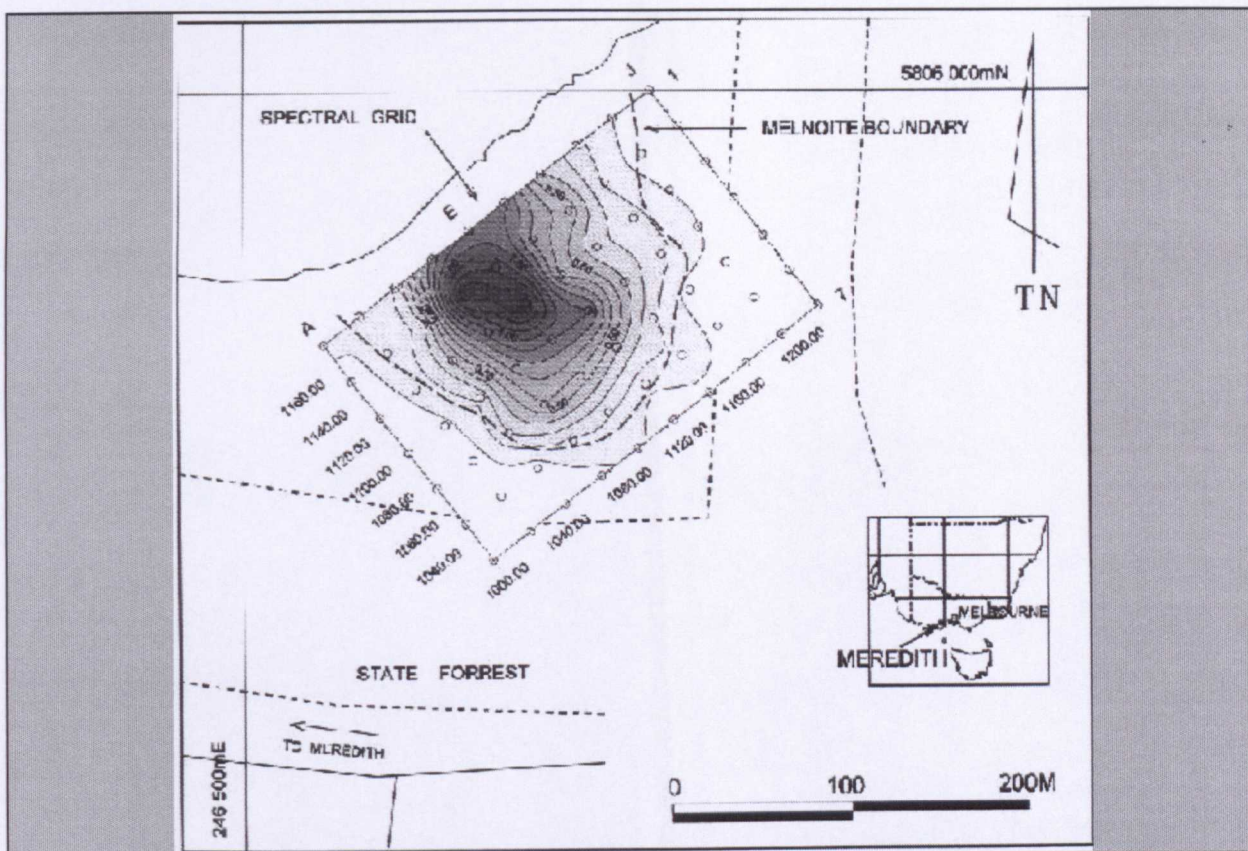 5806 000mN
SPECTRAL GRID
MELNOITE BOUNDARY
E
A
TN
1160.00
1140.00
1120.00
1100.00
1080.00
1060.00
1000.00
1040.00
1080.00
1120.00
1160.00
1200.00
MELBOURNE
MEREDITH
STATE FORREST
TO MEREDITH
246 500mE
0 100 200M